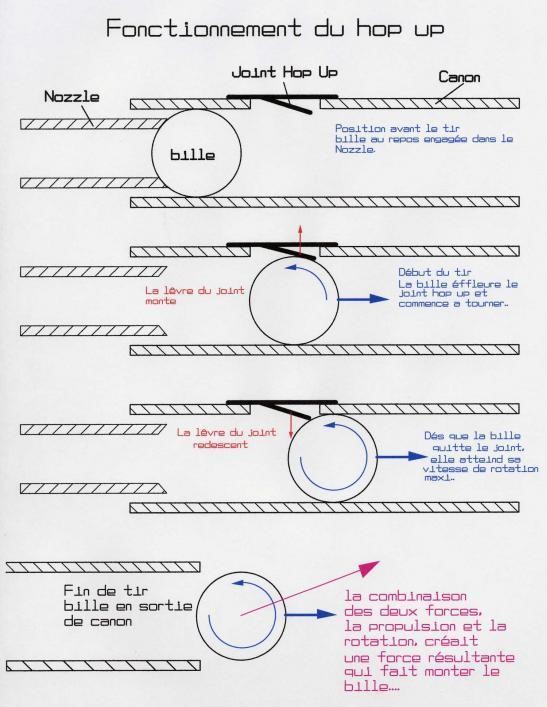 Fonctionnement du hop up
Joint Hop Up
Canon
Nozzle
bille
Position avant le tir
bille au repos engagée dans le
Nozzle.
La lêvre du joint
monte
Début du tir
La bille éffleure le
joint hop up et
commence a tourner..
La lêvre du joint
redescent
Dés que la bille
quitte le joint,
elle atteind sa
vitesse de rotation
maxi..
Fin de tir
bille en sortie
de canon
la combinaison
des deux forces,
la propulsion et la
rotation, créait
une force résultante
qui fait monter le
bille....